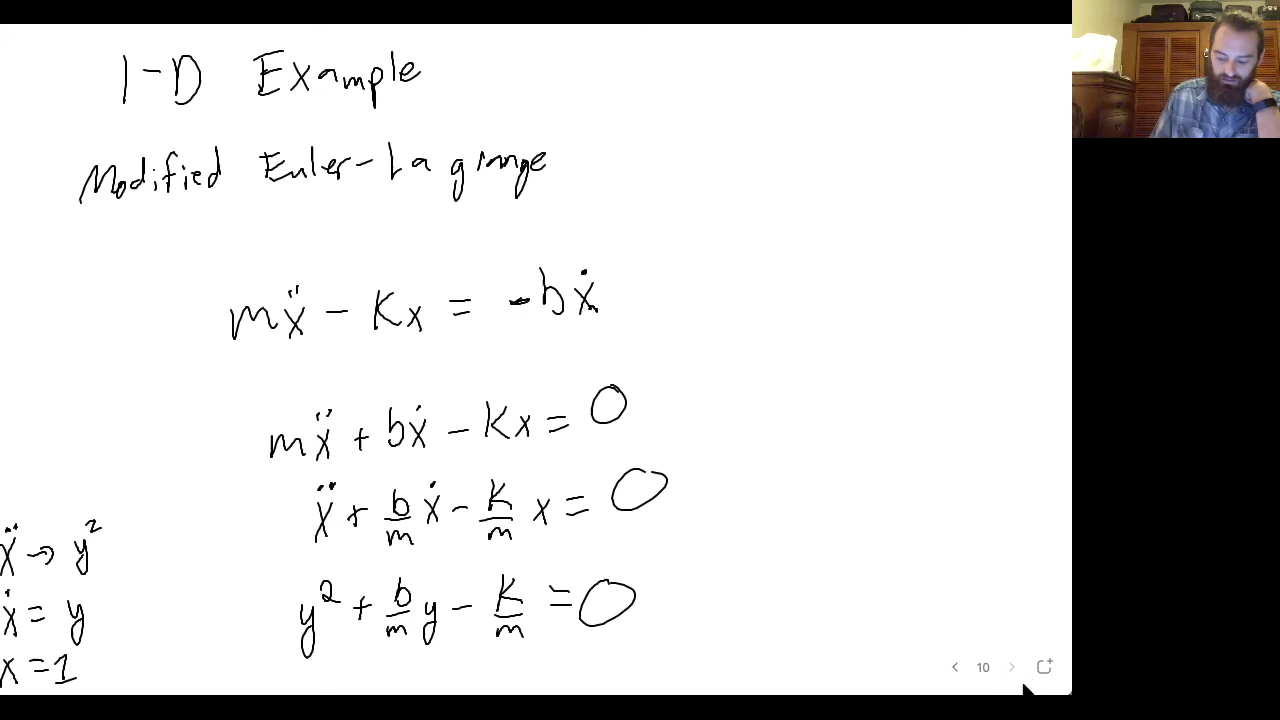 1-D Example
Modified Euler-Lagrange
mẍ - Kx = -bẋ
mẍ + bẋ - Kx = 0
ẍ + b/m ẋ - K/m x = 0
ẍ → y²
ẋ = y
x = 1
y² + b/m y - K/m = 0
10